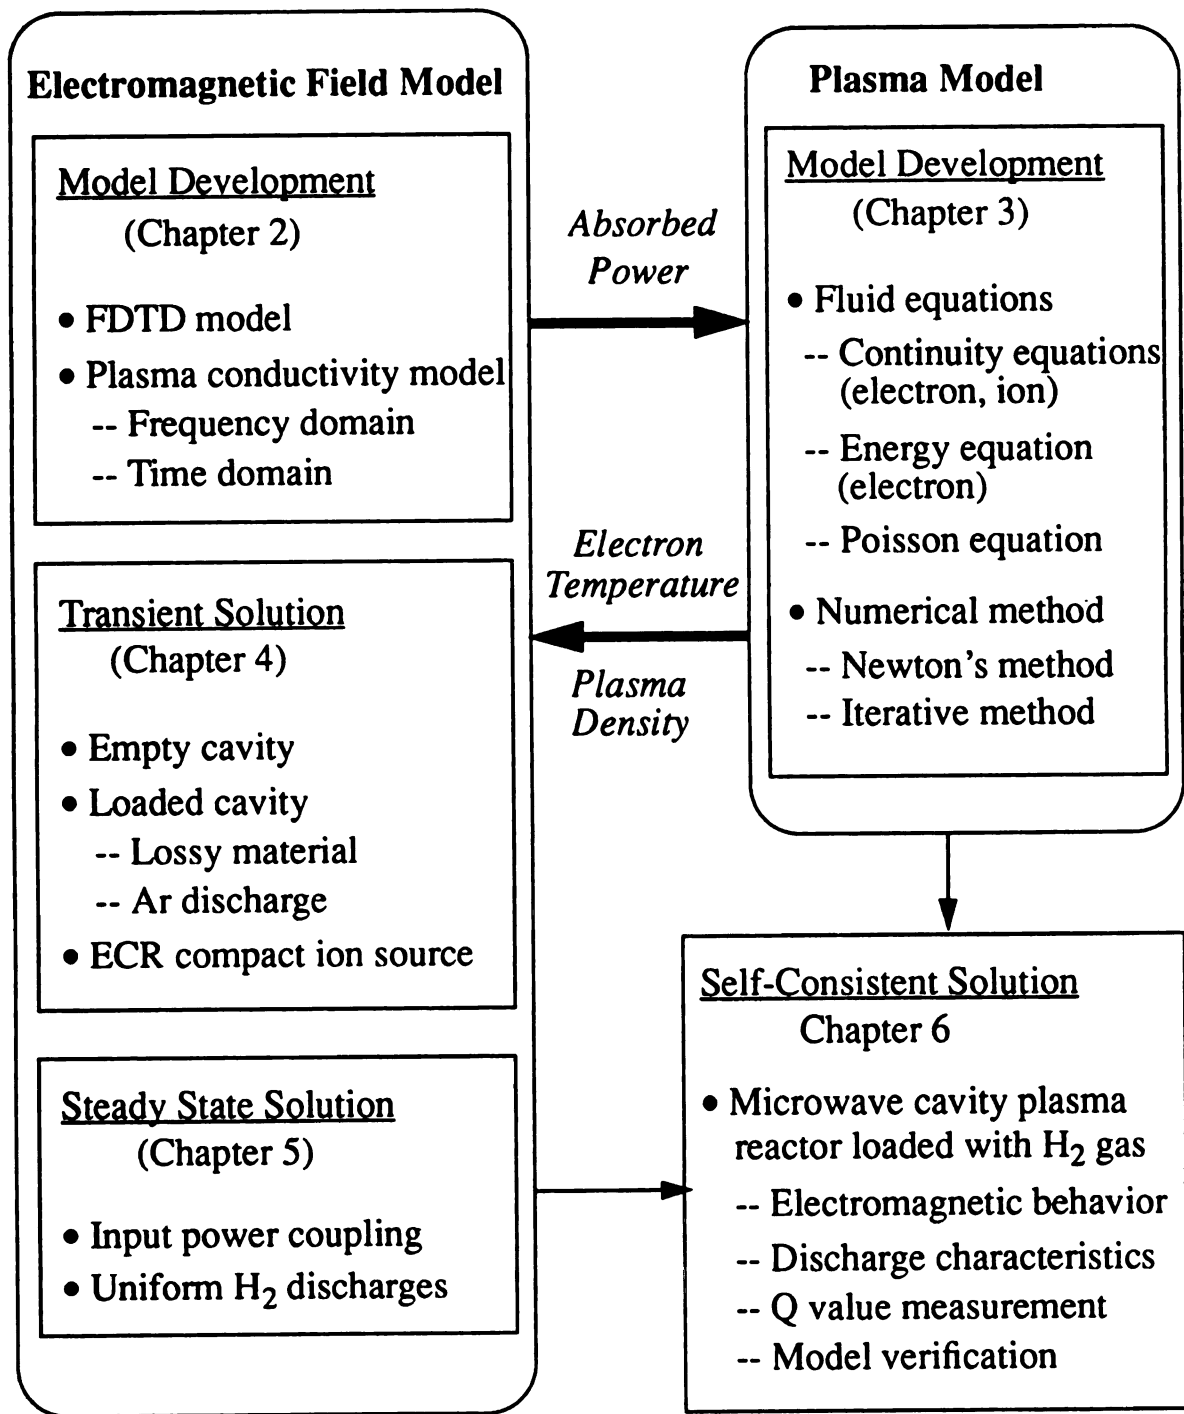 Electromagnetic Field Model
Model Development
(Chapter 2)
• FDTD model
• Plasma conductivity model
-- Frequency domain
-- Time domain
Transient Solution
(Chapter 4)
• Empty cavity
• Loaded cavity
-- Lossy material
-- Ar discharge
• ECR compact ion source
Steady State Solution
(Chapter 5)
• Input power coupling
• Uniform H₂ discharges
Absorbed
Power
Electron
Temperature
Plasma
Density
Plasma Model
Model Development
(Chapter 3)
• Fluid equations
-- Continuity equations
(electron, ion)
-- Energy equation
(electron)
-- Poisson equation
• Numerical method
-- Newton's method
-- Iterative method
Self-Consistent Solution
Chapter 6
• Microwave cavity plasma
reactor loaded with H₂ gas
-- Electromagnetic behavior
-- Discharge characteristics
-- Q value measurement
-- Model verification